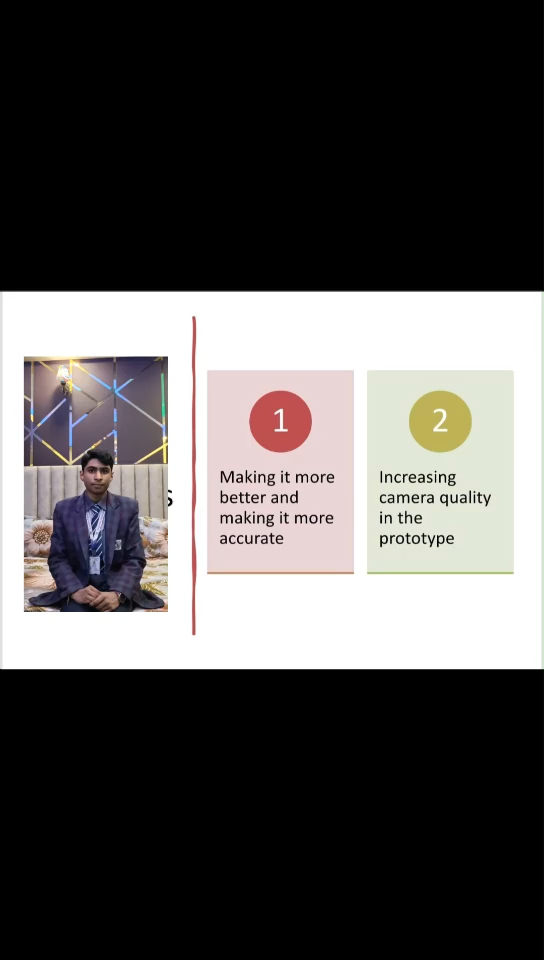 s
1
Making it more
better and
making it more
accurate
2
Increasing
camera quality
in the
prototype